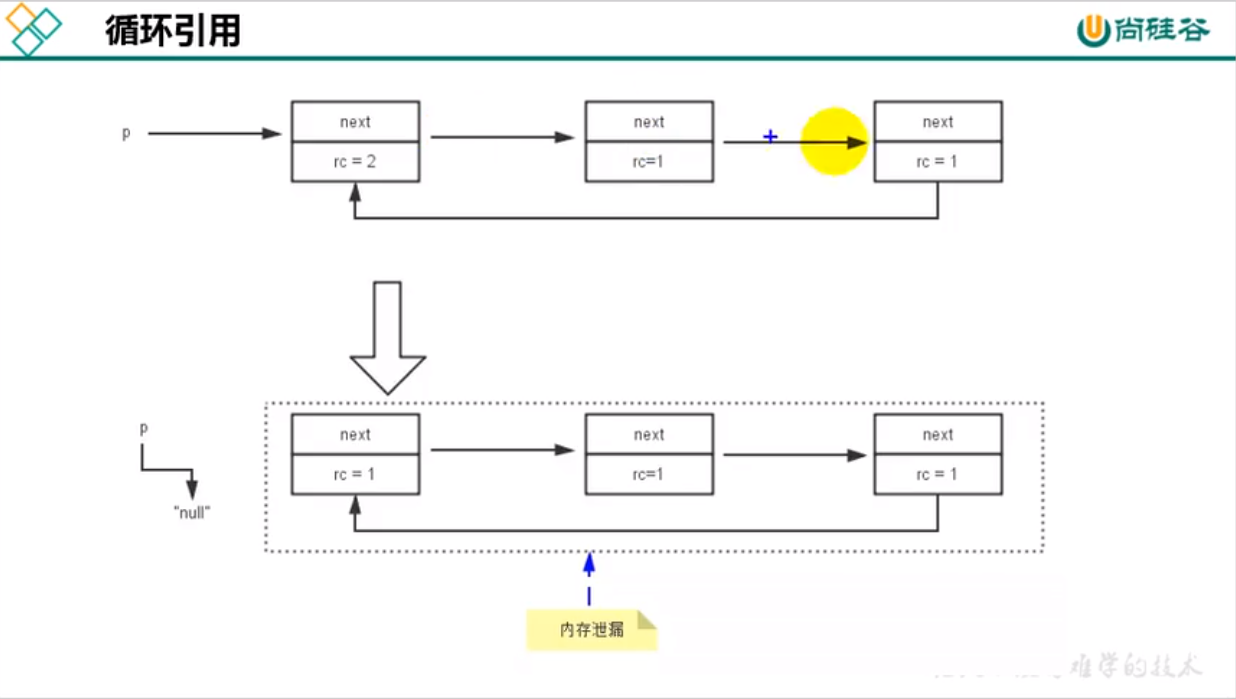 循环引用
尚硅谷
p
next
next
next
rc = 2
rc=1
rc = 1
p
"null"
next
next
next
rc = 1
rc=1
rc = 1
内存泄漏
难学的技术